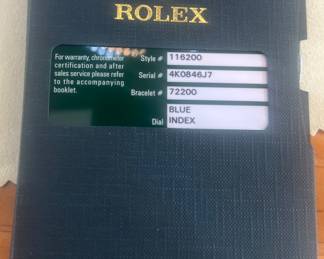 ROLEX
For warranty, chronometer
certification and after
sales service please refer
to the accompanying
booklet.
Style # 116200
Serial # 4K0846J7
Bracelet # 72200
BLUE
Dial INDEX